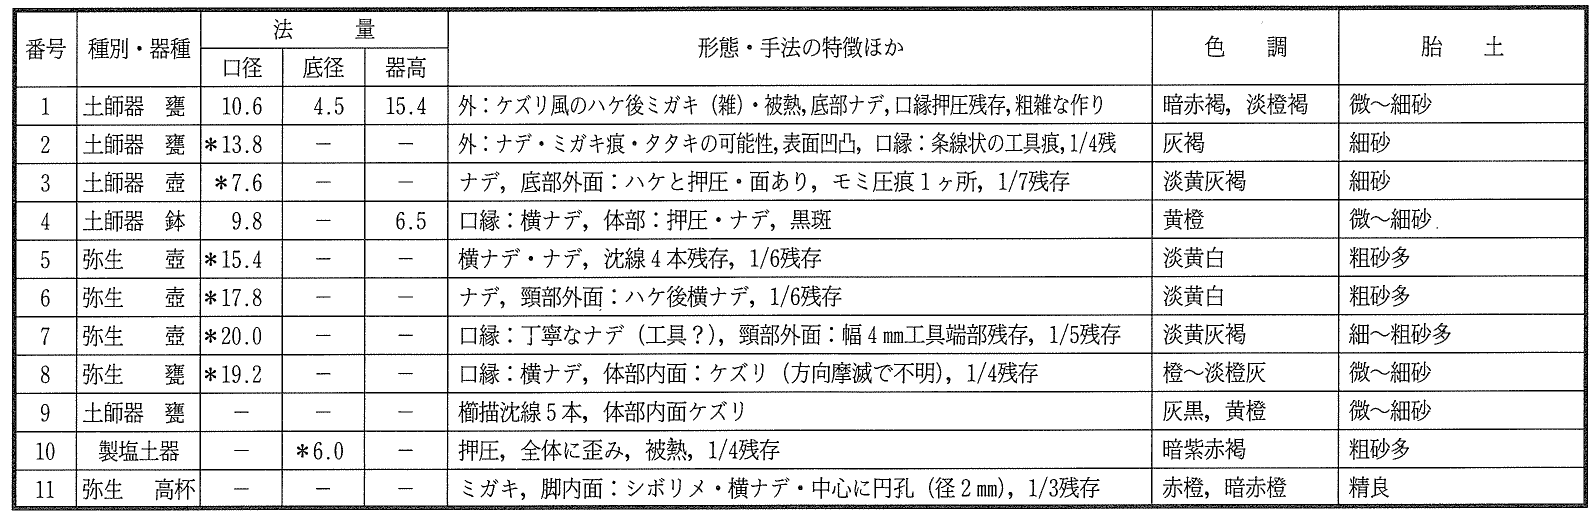 番号 種別・器種 法 量 形態・手法の特徴ほか 色 調 胎 土
口径 底径 器高
1 土師器 甕 10.6 4.5 15.4 外：ケズリ風のハケ後ミガキ（雑）・被熱，底部ナデ，口縁押圧残存，粗雑な作り 暗赤褐，淡橙褐 微〜細砂
2 土師器 甕 ＊13.8 － － 外：ナデ・ミガキ痕・タタキの可能性，表面凹凸，口縁：条線状の工具痕，1/4残 灰褐 細砂
3 土師器 壺 ＊7.6 － － ナデ，底部外面：ハケと押圧・面あり，モミ圧痕1ヶ所，1/7残存 淡黄灰褐 細砂
4 土師器 鉢 9.8 － 6.5 口縁：横ナデ，体部：押圧・ナデ，黒斑 黄橙 微〜細砂
5 弥生 壺 ＊15.4 － － 横ナデ・ナデ，沈線4本残存，1/6残存 淡黄白 粗砂多
6 弥生 壺 ＊17.8 － － ナデ，頸部外面：ハケ後横ナデ，1/6残存 淡黄白 粗砂多
7 弥生 壺 ＊20.0 － － 口縁：丁寧なナデ（工具？），頸部外面：幅4㎜工具端部残存，1/5残存 淡黄灰褐 細〜粗砂多
8 弥生 甕 ＊19.2 － － 口縁：横ナデ，体部内面：ケズリ（方向摩滅で不明），1/4残存 橙〜淡橙灰 微〜細砂
9 土師器 甕 － － － 櫛描沈線5本，体部内面ケズリ 灰黒，黄橙 微〜細砂
10 製塩土器 － ＊6.0 － 押圧，全体に歪み，被熱，1/4残存 暗紫赤褐 粗砂多
11 弥生 高杯 － － － ミガキ，脚内面：シボリメ・横ナデ・中心に円孔（径2㎜），1/3残存 赤橙，暗赤橙 精良